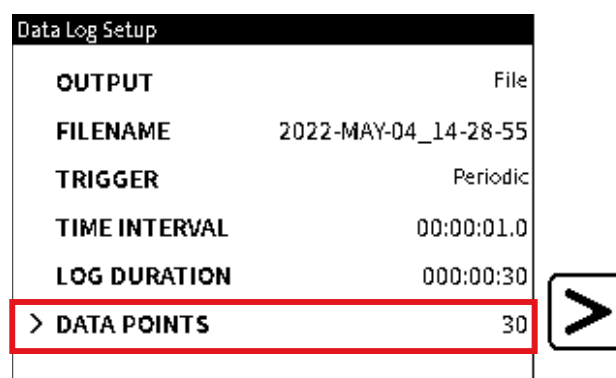 Data Log Setup
OUTPUT File
FILENAME 2022-MAY-04_14-28-55
TRIGGER Periodic
TIME INTERVAL 00:00:01.0
LOG DURATION 000:00:30
> DATA POINTS 30
>